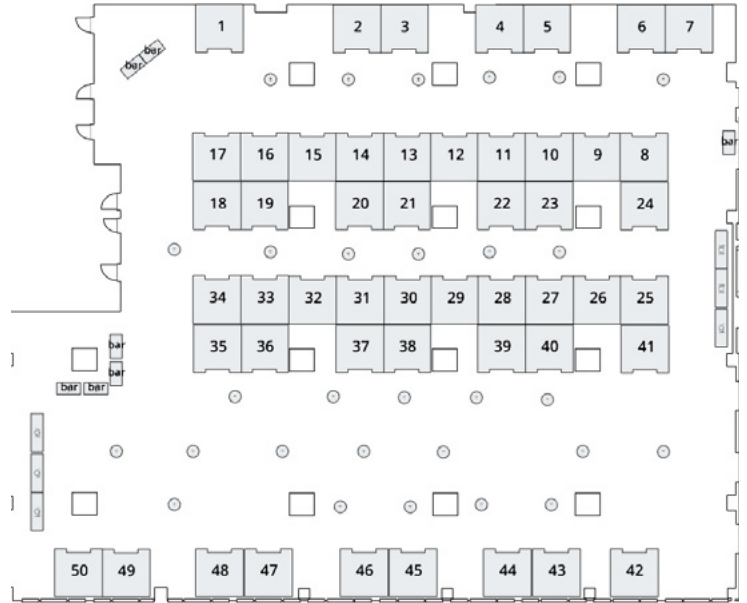 1 2 3 4 5 6 7
bar
bar
bar
17 16 15 14 13 12 11 10 9 8
18 19 20 21 22 23 24
34 33 32 31 30 29 28 27 26 25
35 36 37 38 39 40 41
bar
bar
bar bar
50 49 48 47 46 45 44 43 42